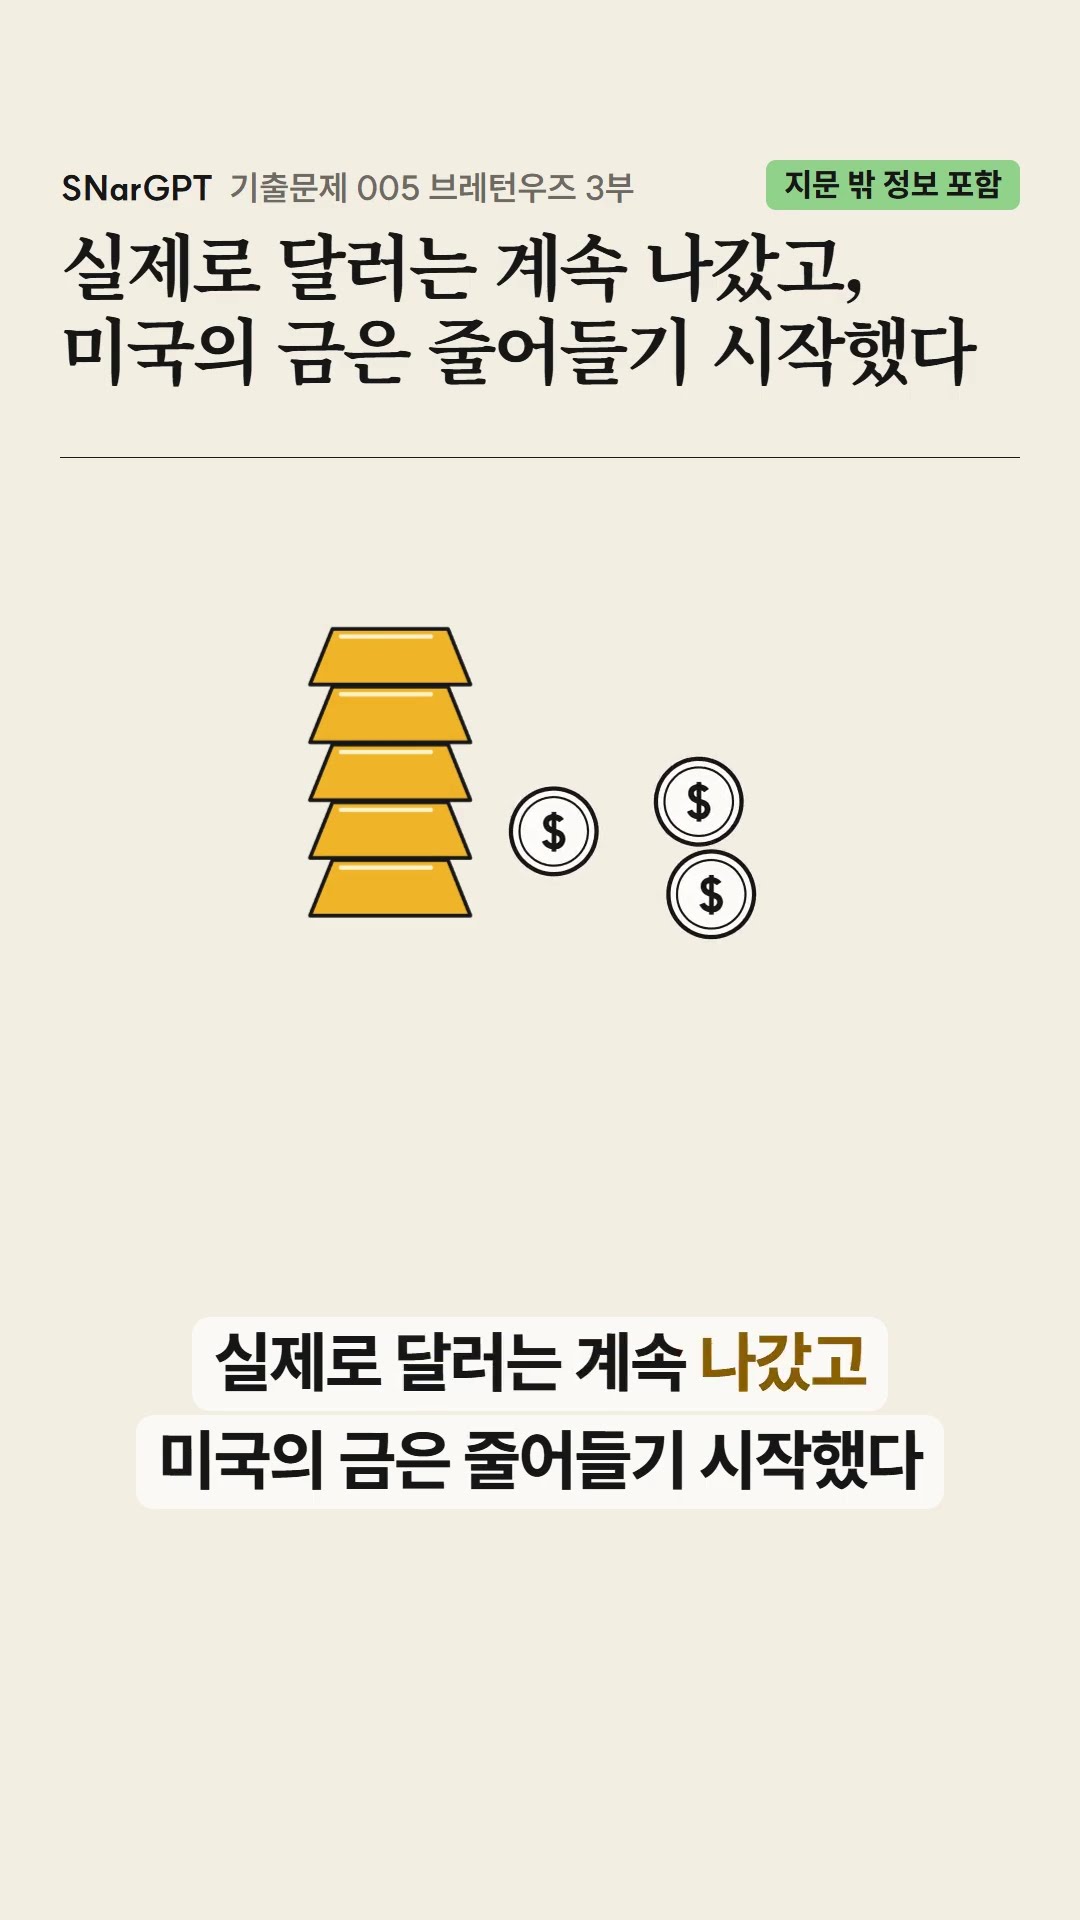 SNarGPT 기출문제 005 브레턴우즈 3부
지문 밖 정보 포함
실제로 달러는 계속 나갔고,
미국의 금은 줄어들기 시작했다
$
$
$
실제로 달러는 계속 나갔고
미국의 금은 줄어들기 시작했다